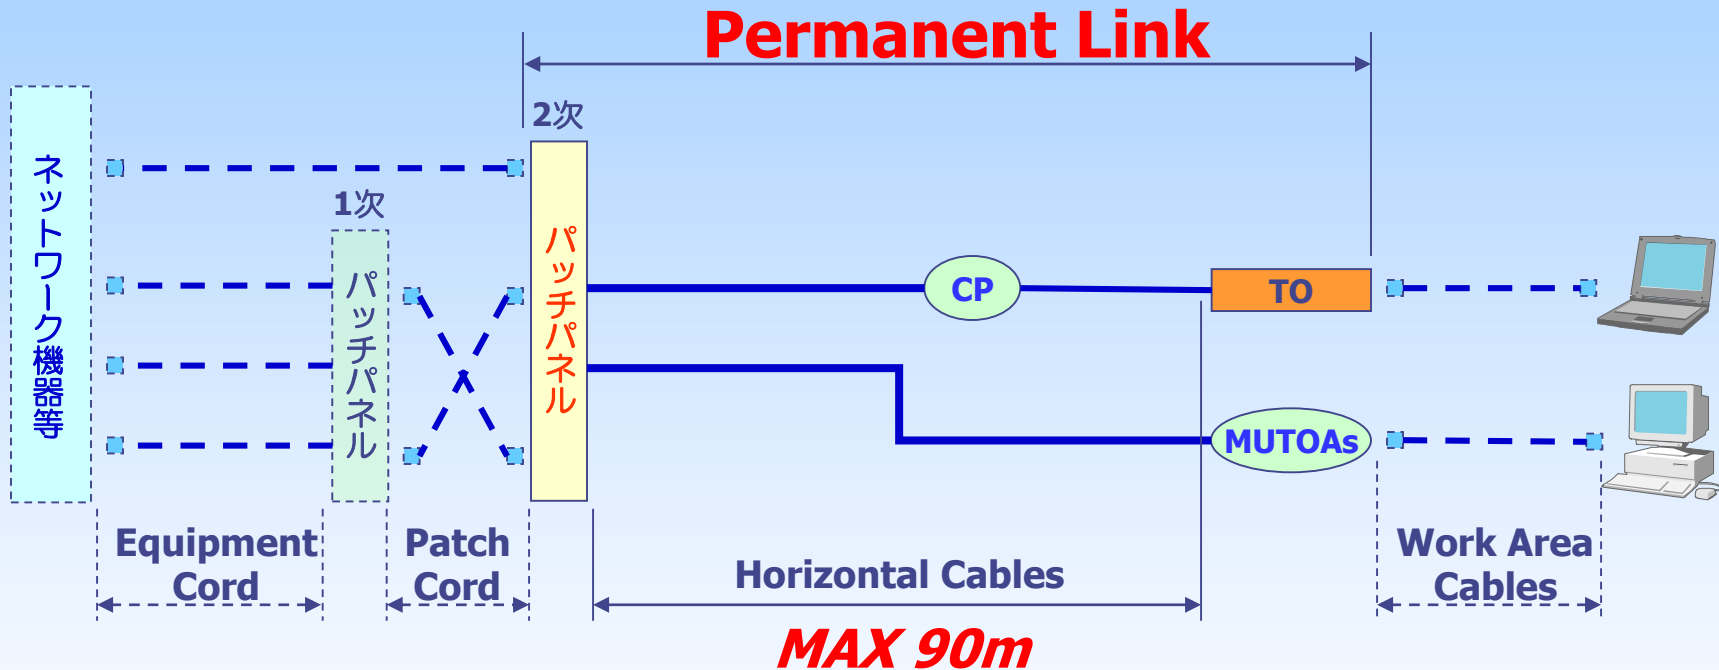 Permanent Link
2次
ネットワーク機器等
1次
パッチパネル
パッチパネル
CP
TO
MUTOAs
Equipment
Cord
Patch
Cord
Horizontal Cables
Work Area
Cables
MAX 90m